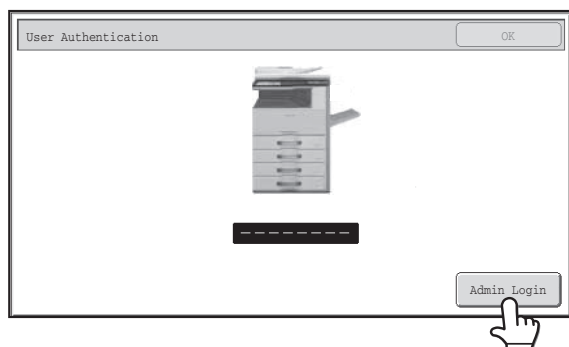 User Authentication
OK
--------
Admin Login